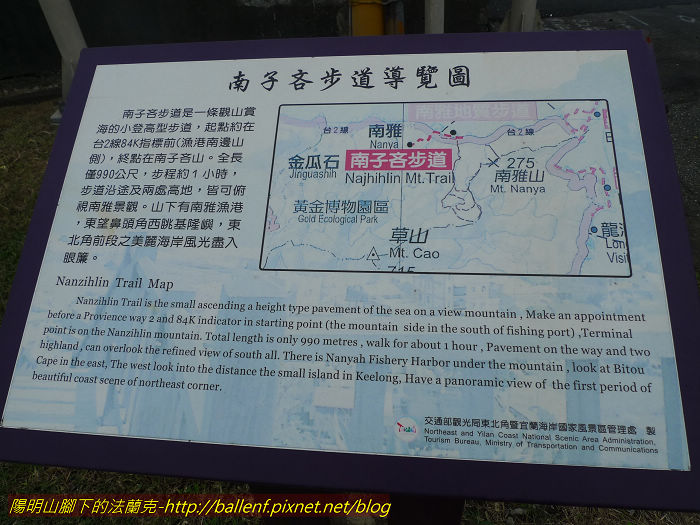 南子吝步道導覽圖
南子吝步道是一條觀山賞
海的小登高型步道，起點約在
台2線84K指標前(漁港南邊山
側)，終點在南子吝山。全長
僅990公尺，步程約1小時，
步道沿途及兩處高地，皆可俯
視南雅景觀。山下有南雅漁港
，東望鼻頭角西眺基隆嶼，東
北角前段之美麗海岸風光盡入
眼簾。
南雅地質步道
台2線
南雅
Nanya
台2線
金瓜石
Jinguashih
南子吝步道
Najhihlin Mt.Trail
275
南雅山
Mt. Nanya
黃金博物園區
Gold Ecological Park
草山
Mt. Cao
715
龍
Lon
Visit
Nanzihlin Trail Map
Nanzihlin Trail is the small ascending a height type pavement of the sea on a view mountain , Make an appointment
before a Provience way 2 and 84K indicator in starting point (the mountain side in the south of fishing port) ,Terminal
point is on the Nanzihlin mountain. Total length is only 990 metres , walk for about 1 hour , Pavement on the way and two
highland , can overlook the refined view of south all. There is Nanyah Fishery Harbor under the mountain , look at Bitou
Cape in the east, The west look into the distance the small island in Keelong, Have a panoramic view of the first period of
beautiful coast scene of northeast corner.
交通部觀光局東北角暨宜蘭海岸國家風景區管理處 製
Northeast and Yilan Coast National Scenic Area Administration,
Tourism Bureau, Ministry of Transportation and Communications
陽明山腳下的法蘭克-http://ballenf.pixnet.net/blog